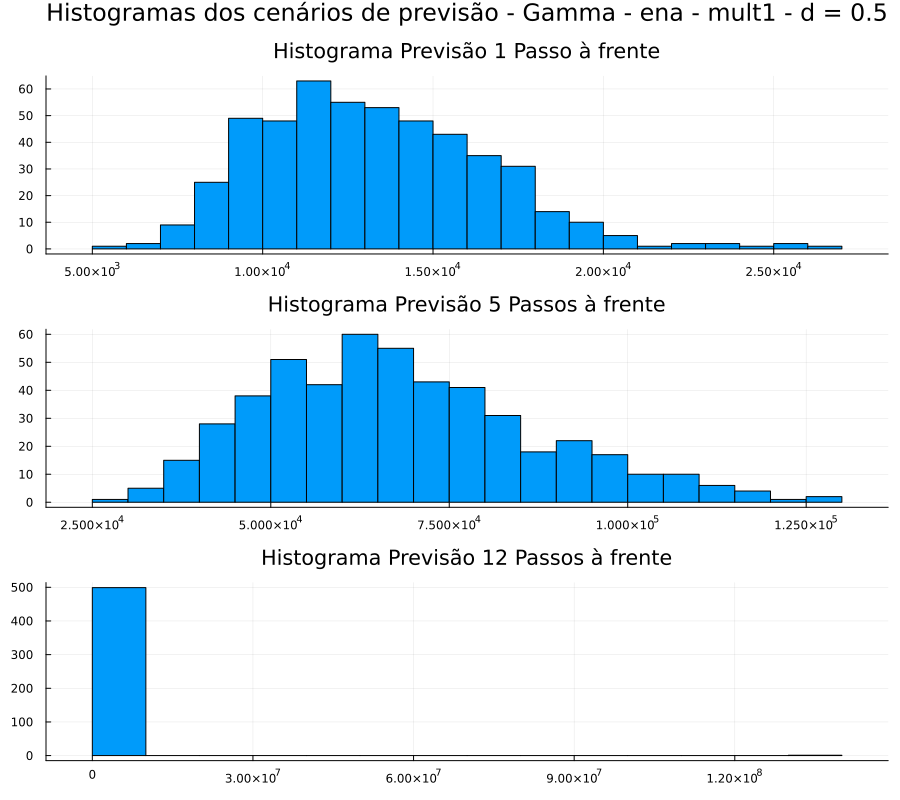 Histogramas dos cenários de previsão - Gamma - ena - mult1 - d = 0.5
Histograma Previsão 1 Passo à frente
60
50
40
30
20
10
0
5.00×10³ 1.00×10⁴ 1.50×10⁴ 2.00×10⁴ 2.50×10⁴
Histograma Previsão 5 Passos à frente
60
50
40
30
20
10
0
2.500×10⁴ 5.000×10⁴ 7.500×10⁴ 1.000×10⁵ 1.250×10⁵
Histograma Previsão 12 Passos à frente
500
400
300
200
100
0
0 3.00×10⁷ 6.00×10⁷ 9.00×10⁷ 1.20×10⁸